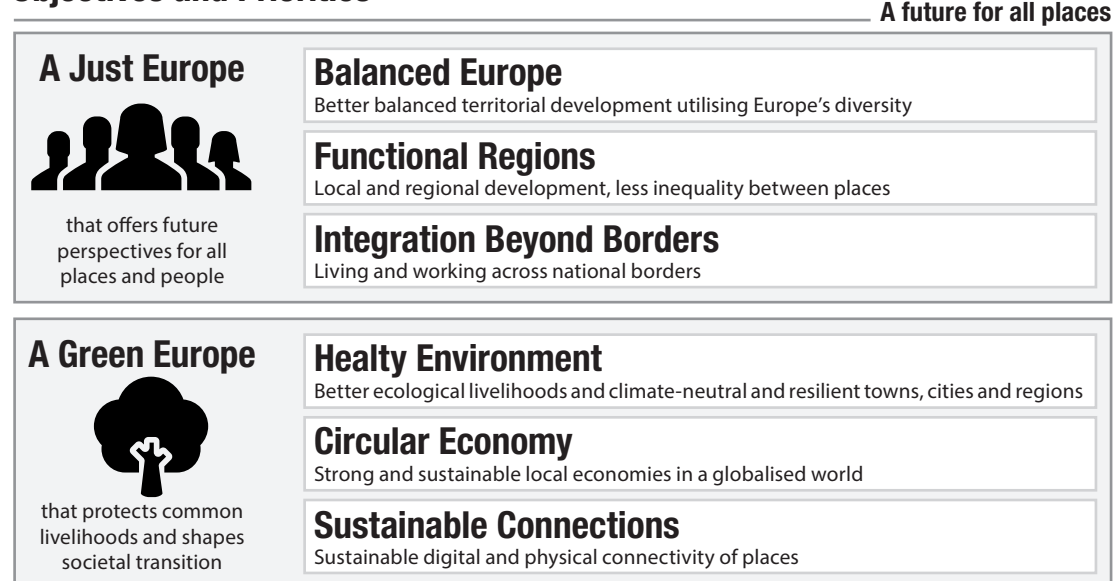 Objectives and Priorities
A future for all places
A Just Europe
that offers future
perspectives for all
places and people
Balanced Europe
Better balanced territorial development utilising Europe's diversity
Functional Regions
Local and regional development, less inequality between places
Integration Beyond Borders
Living and working across national borders
A Green Europe
that protects common
livelihoods and shapes
societal transition
Healty Environment
Better ecological livelihoods and climate-neutral and resilient towns, cities and regions
Circular Economy
Strong and sustainable local economies in a globalised world
Sustainable Connections
Sustainable digital and physical connectivity of places